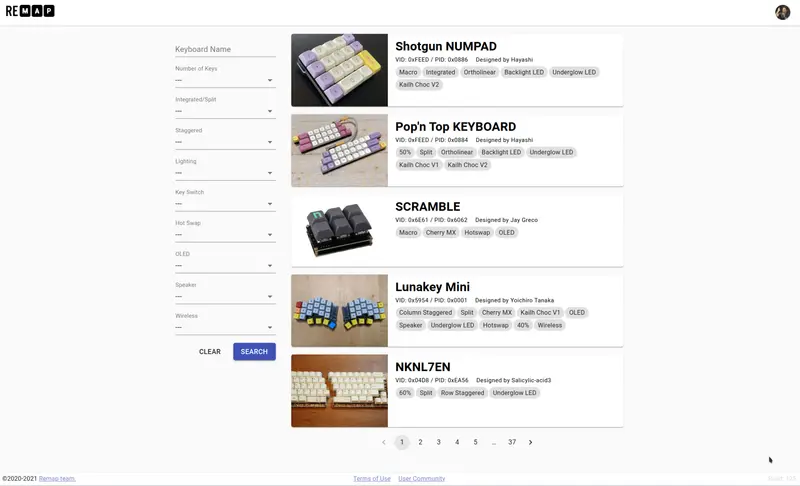 REMAP
Keyboard Name
Number of Keys
---
Integrated/Split
---
Staggered
---
Lighting
---
Key Switch
---
Hot Swap
---
OLED
---
Speaker
---
Wireless
---
CLEAR
SEARCH
Shotgun NUMPAD
VID: 0xFEED / PID: 0x0886 Designed by Hayashi
Macro Integrated Ortholinear Backlight LED Underglow LED
Kailh Choc V2
Pop'n Top KEYBOARD
VID: 0xFEED / PID: 0x0884 Designed by Hayashi
50% Split Ortholinear Backlight LED Underglow LED
Kailh Choc V1 Kailh Choc V2
SCRAMBLE
VID: 0x6E61 / PID: 0x6062 Designed by Jay Greco
Macro Cherry MX Hotswap OLED
Lunakey Mini
VID: 0x5954 / PID: 0x0001 Designed by Yoichiro Tanaka
Column Staggered Split Cherry MX Kailh Choc V1 OLED
Speaker Underglow LED Hotswap 40% Wireless
NKNL7EN
VID: 0x04D8 / PID: 0xEA56 Designed by Salicylic-acid3
60% Split Row Staggered Underglow LED
‹ 1 2 3 4 5 … 37 ›
©2020-2021 Remap team.
Terms of Use User Community